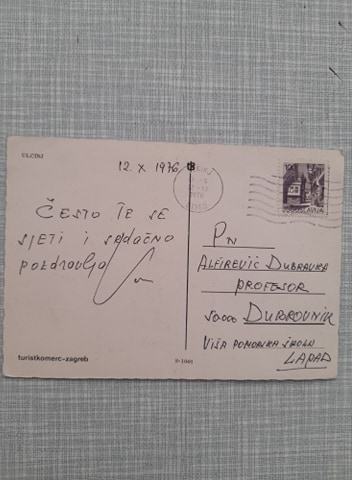 ULCINJ
12. X 1976
ČESTO TE SE
SJETI I SRDAČNO
POZDRAVLJA
turistkomerc-zagreb
JUGOSLAVIJA
PN
ALFIREVIĆ DUBRAVKA
PROFESOR
50000 DUBROVNIK
VIŠA POMORSKA ŠKOLA
LAPAD